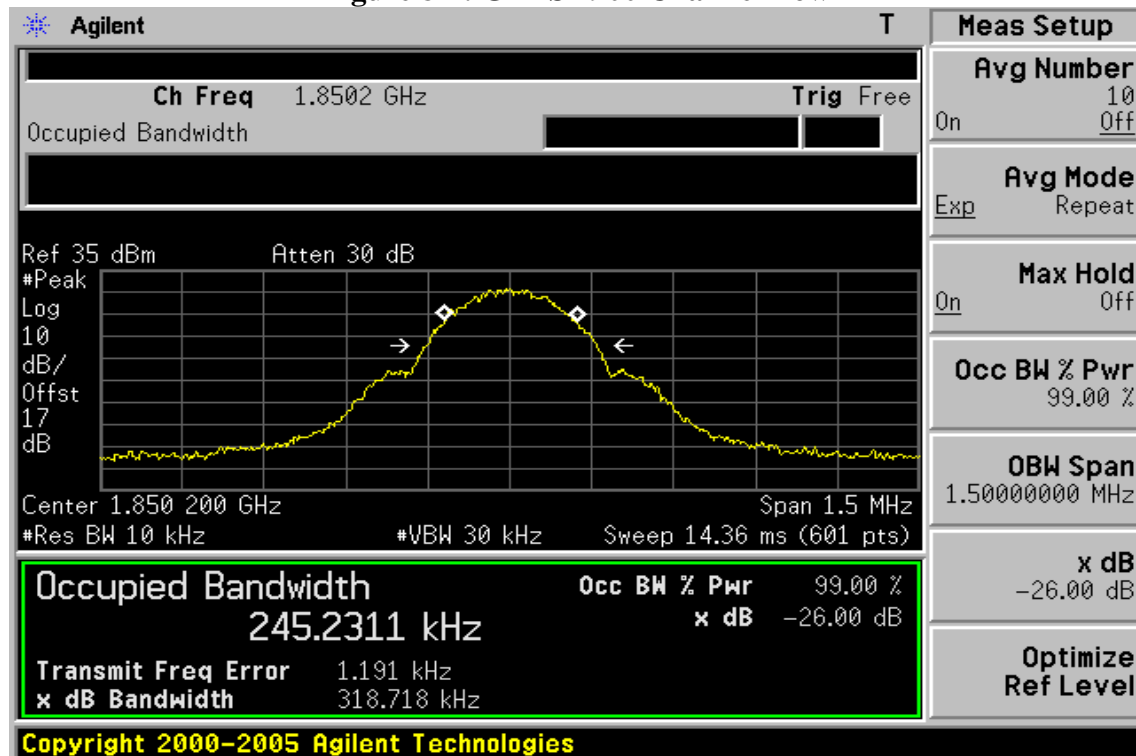 Agilent T
Ch Freq 1.8502 GHz Trig Free
Occupied Bandwidth
Ref 35 dBm Atten 30 dB
#Peak
Log
10
dB/
Offst
17
dB
Center 1.850 200 GHz Span 1.5 MHz
#Res BW 10 kHz #VBW 30 kHz Sweep 14.36 ms (601 pts)
Occupied Bandwidth Occ BW % Pwr 99.00 %
245.2311 kHz x dB -26.00 dB
Transmit Freq Error 1.191 kHz
x dB Bandwidth 318.718 kHz
Copyright 2000-2005 Agilent Technologies
Meas Setup
Avg Number
10
On Off
Avg Mode
Exp Repeat
Max Hold
On Off
Occ BW % Pwr
99.00 %
OBW Span
1.50000000 MHz
x dB
-26.00 dB
Optimize
Ref Level